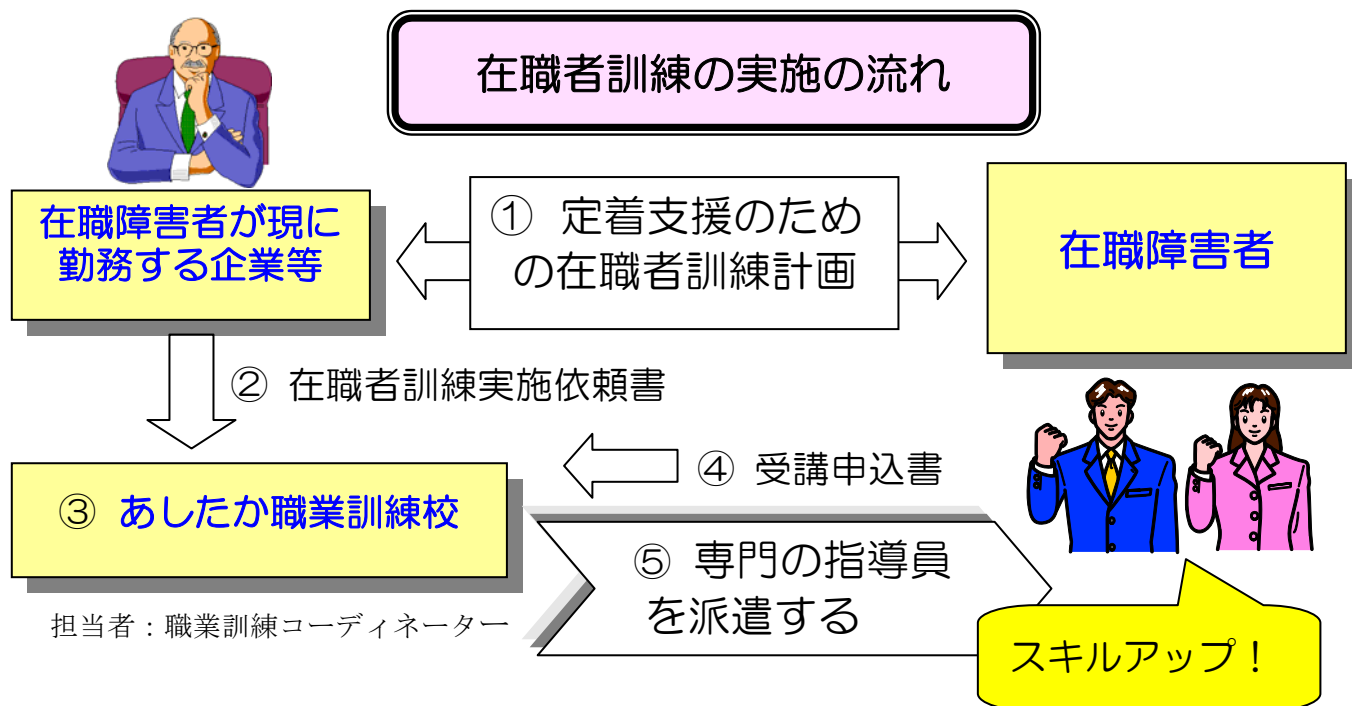 在職者訓練の実施の流れ
在職障害者が現に
勤務する企業等
① 定着支援のため
の在職者訓練計画
在職障害者
② 在職者訓練実施依頼書
④ 受講申込書
③ あしたか職業訓練校
⑤ 専門の指導員
を派遣する
担当者：職業訓練コーディネーター
スキルアップ！